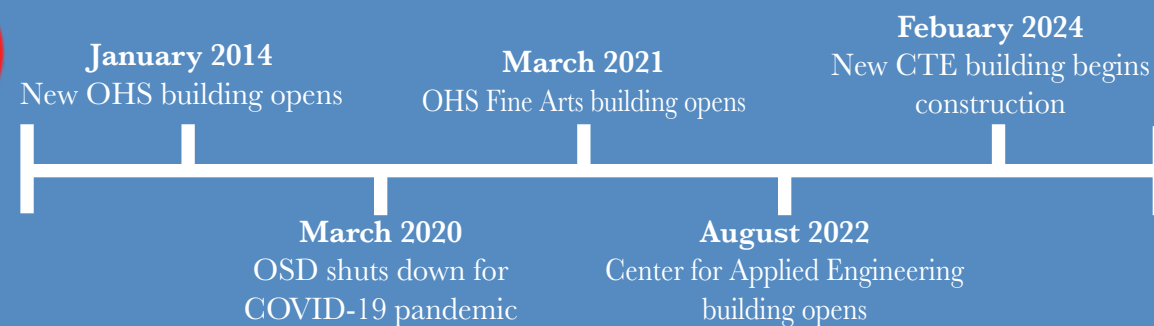 January 2014
New OHS building opens
March 2020
OSD shuts down for
COVID-19 pandemic
March 2021
OHS Fine Arts building opens
August 2022
Center for Applied Engineering
building opens
Febuary 2024
New CTE building begins
construction